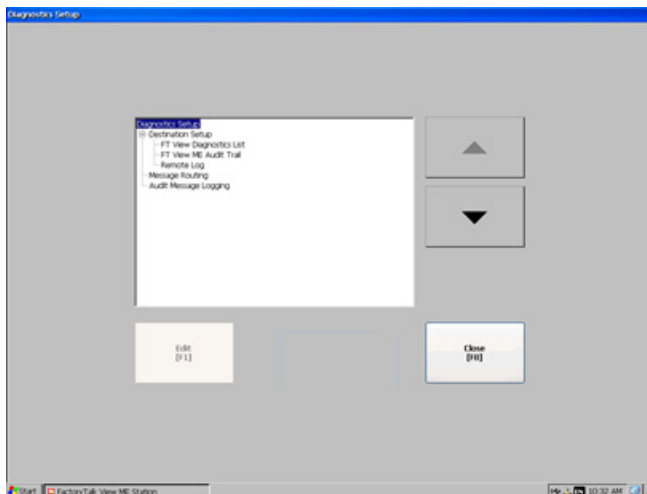 Diagnostics Setup
Diagnostics Setup
Destination Setup
FT View Diagnostics List
FT View ME Audit Trail
Remote Log
Message Routing
Audit Message Logging
Edit
[F1]
Close
[F8]
Start FactoryTalk View ME Station
10:32 AM